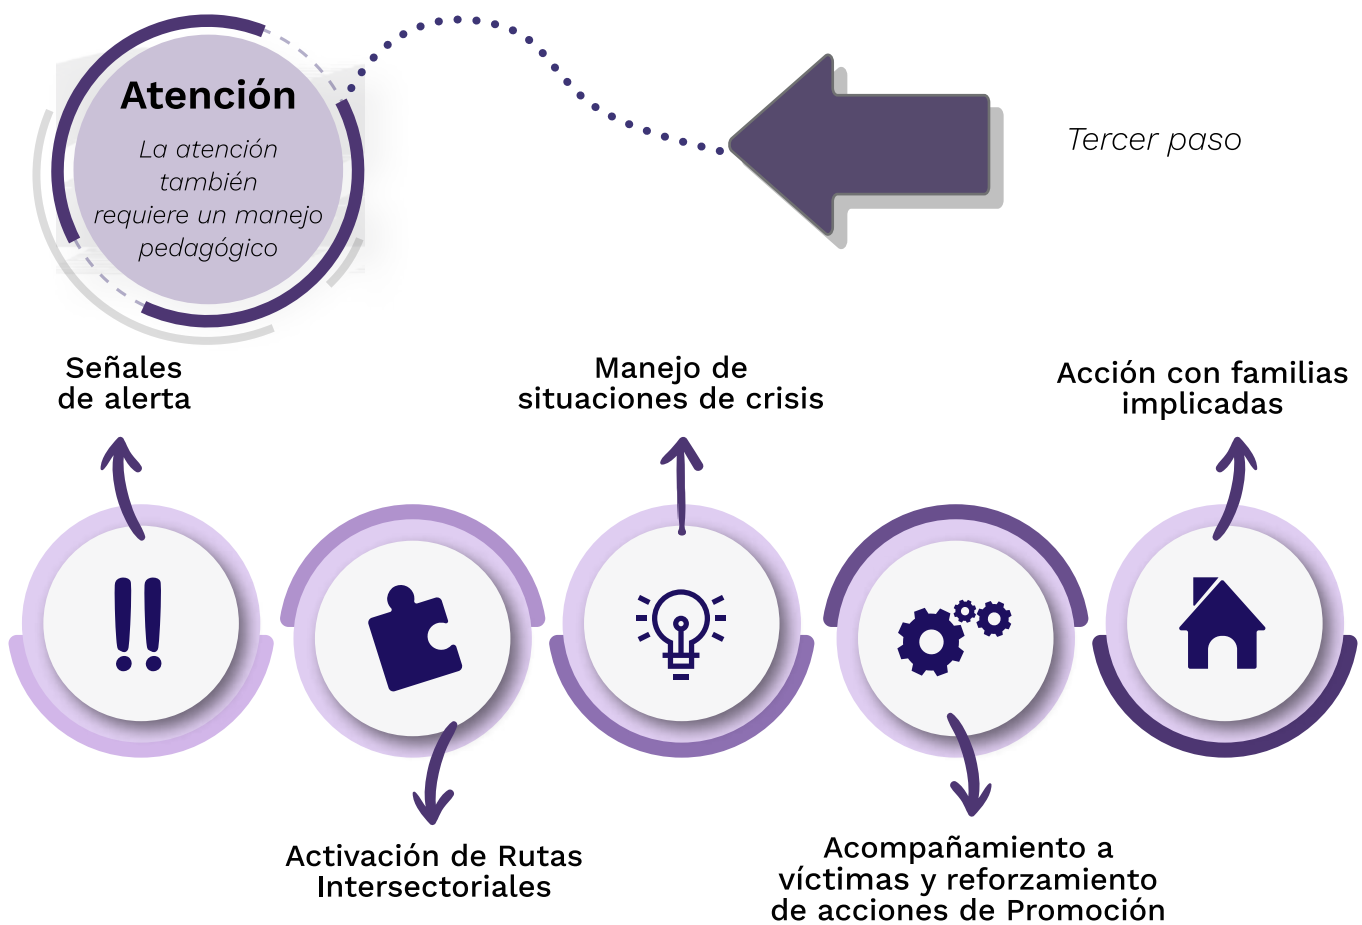 Atención
La atención
también
requiere un manejo
pedagógico
Tercer paso
Señales
de alerta
Manejo de
situaciones de crisis
Acción con familias
implicadas
Activación de Rutas
Intersectoriales
Acompañamiento a
víctimas y reforzamiento
de acciones de Promoción